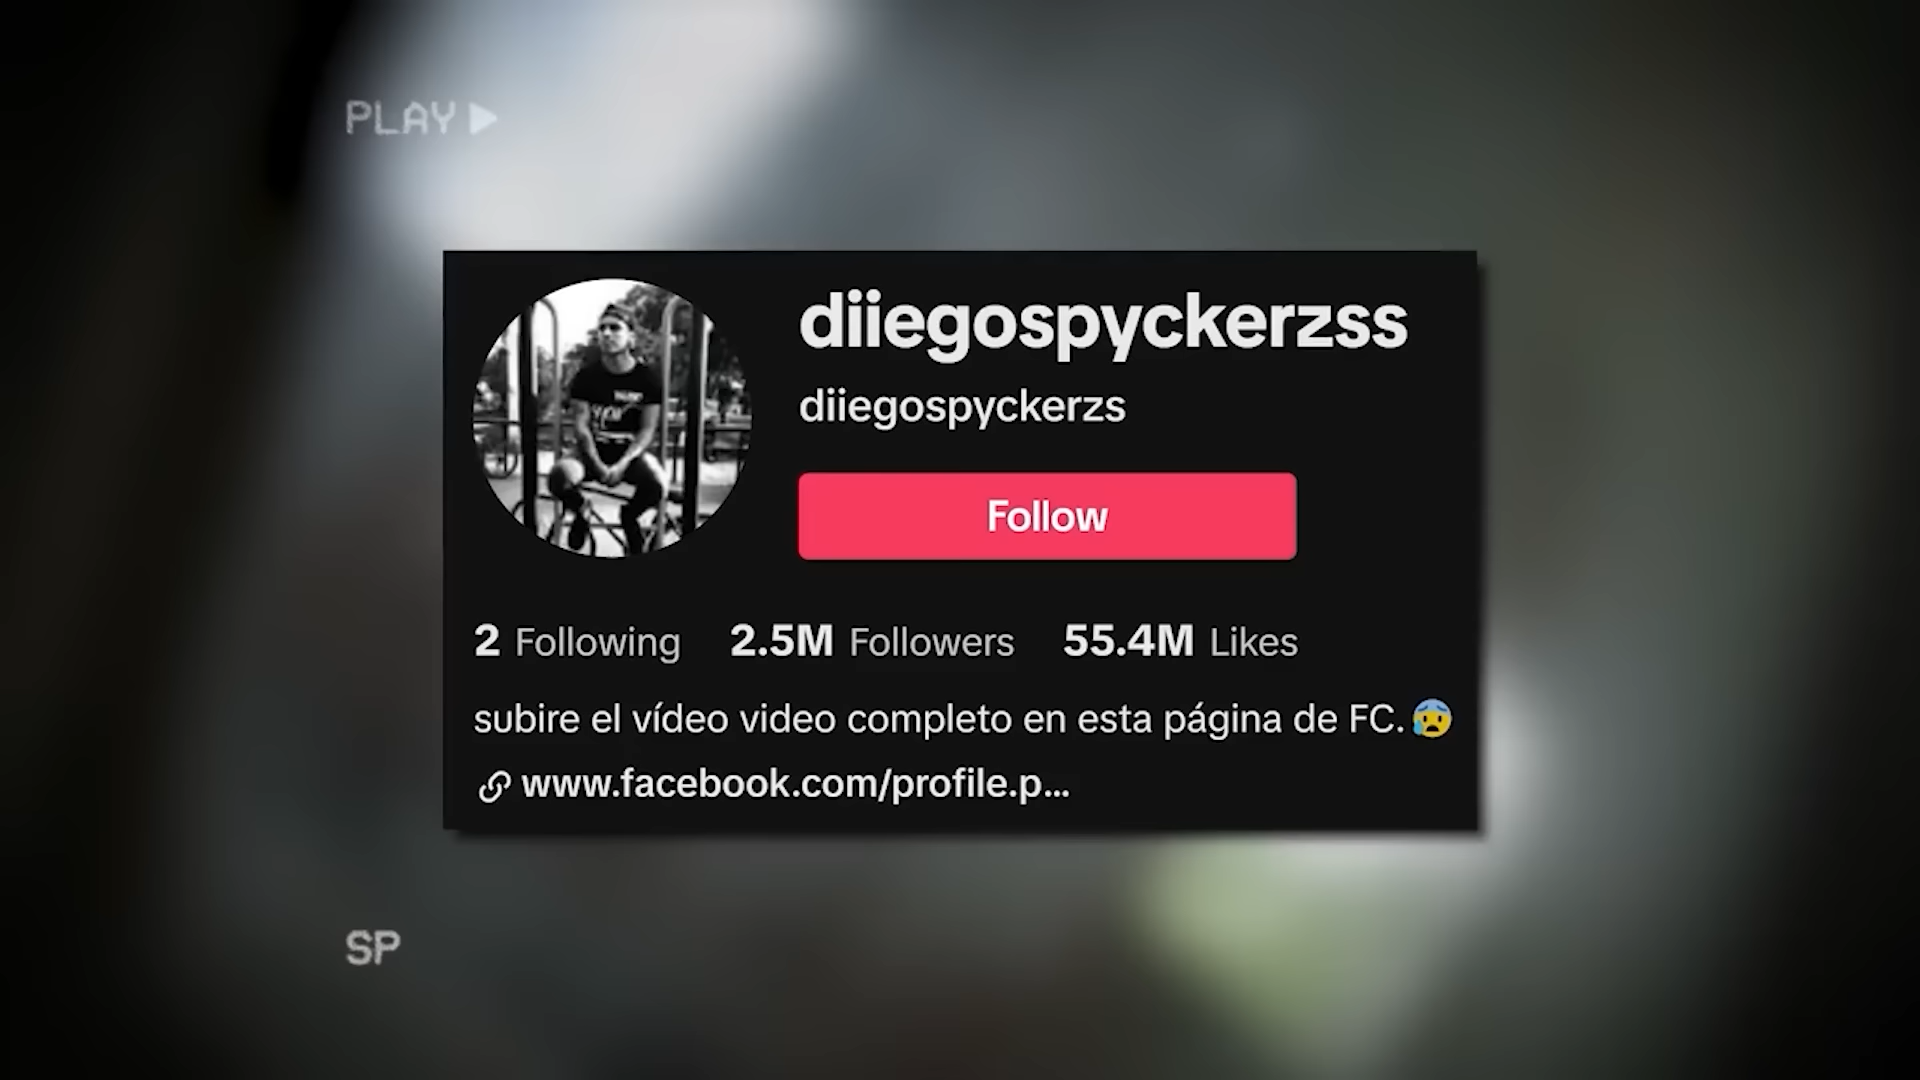 PLAY
diiegospyckerzss
diiegospyckerzs
Follow
2 Following 2.5M Followers 55.4M Likes
subire el vídeo video completo en esta página de FC.😰
www.facebook.com/profile.p...
SP